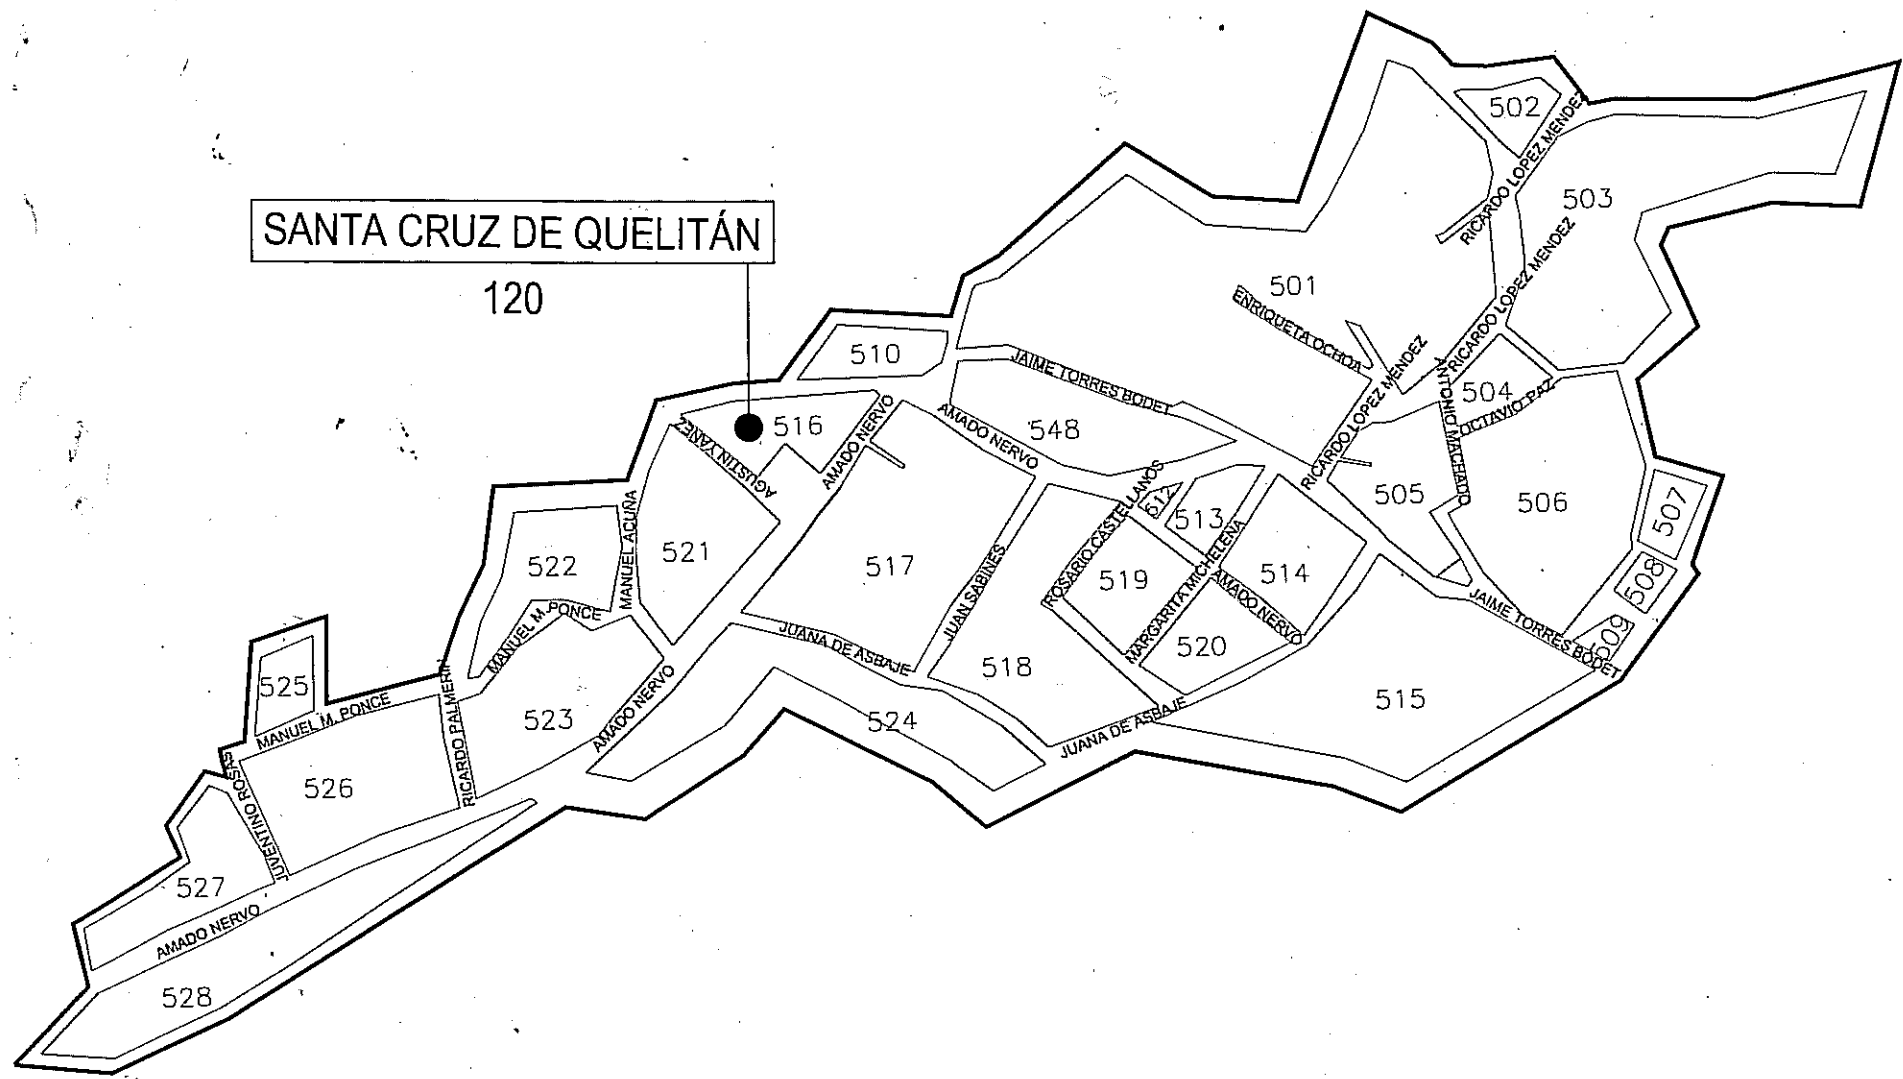 502
RICARDO LOPEZ MENDEZ
503
SANTA CRUZ DE QUELITÁN
120
RICARDO LOPEZ MENDEZ
501
ENRIQUETA OCHOA
510
JAIME TORRES BODET
RICARDO LOPEZ MENDEZ
504
OCTAVIO PAZ
ANTONIO MACHADO
516
AMADO NERVO
AGUSTIN YAÑEZ
AMADO NERVO
548
505
506
507
508
509
512
513
ROSARIO CASTELLANOS
MARGARITA MICHELENA
514
AMADO NERVO
519
520
JAIME TORRES BODET
522
MANUEL ACUÑA
521
517
JUAN SABINES
518
515
MANUEL M. PONCE
JUANA DE ASBAJE
525
MANUEL M. PONCE
RICARDO PALMERIN
523
AMADO NERVO
524
JUANA DE ASBAJE
JUVENTINO ROSAS
526
527
AMADO NERVO
528